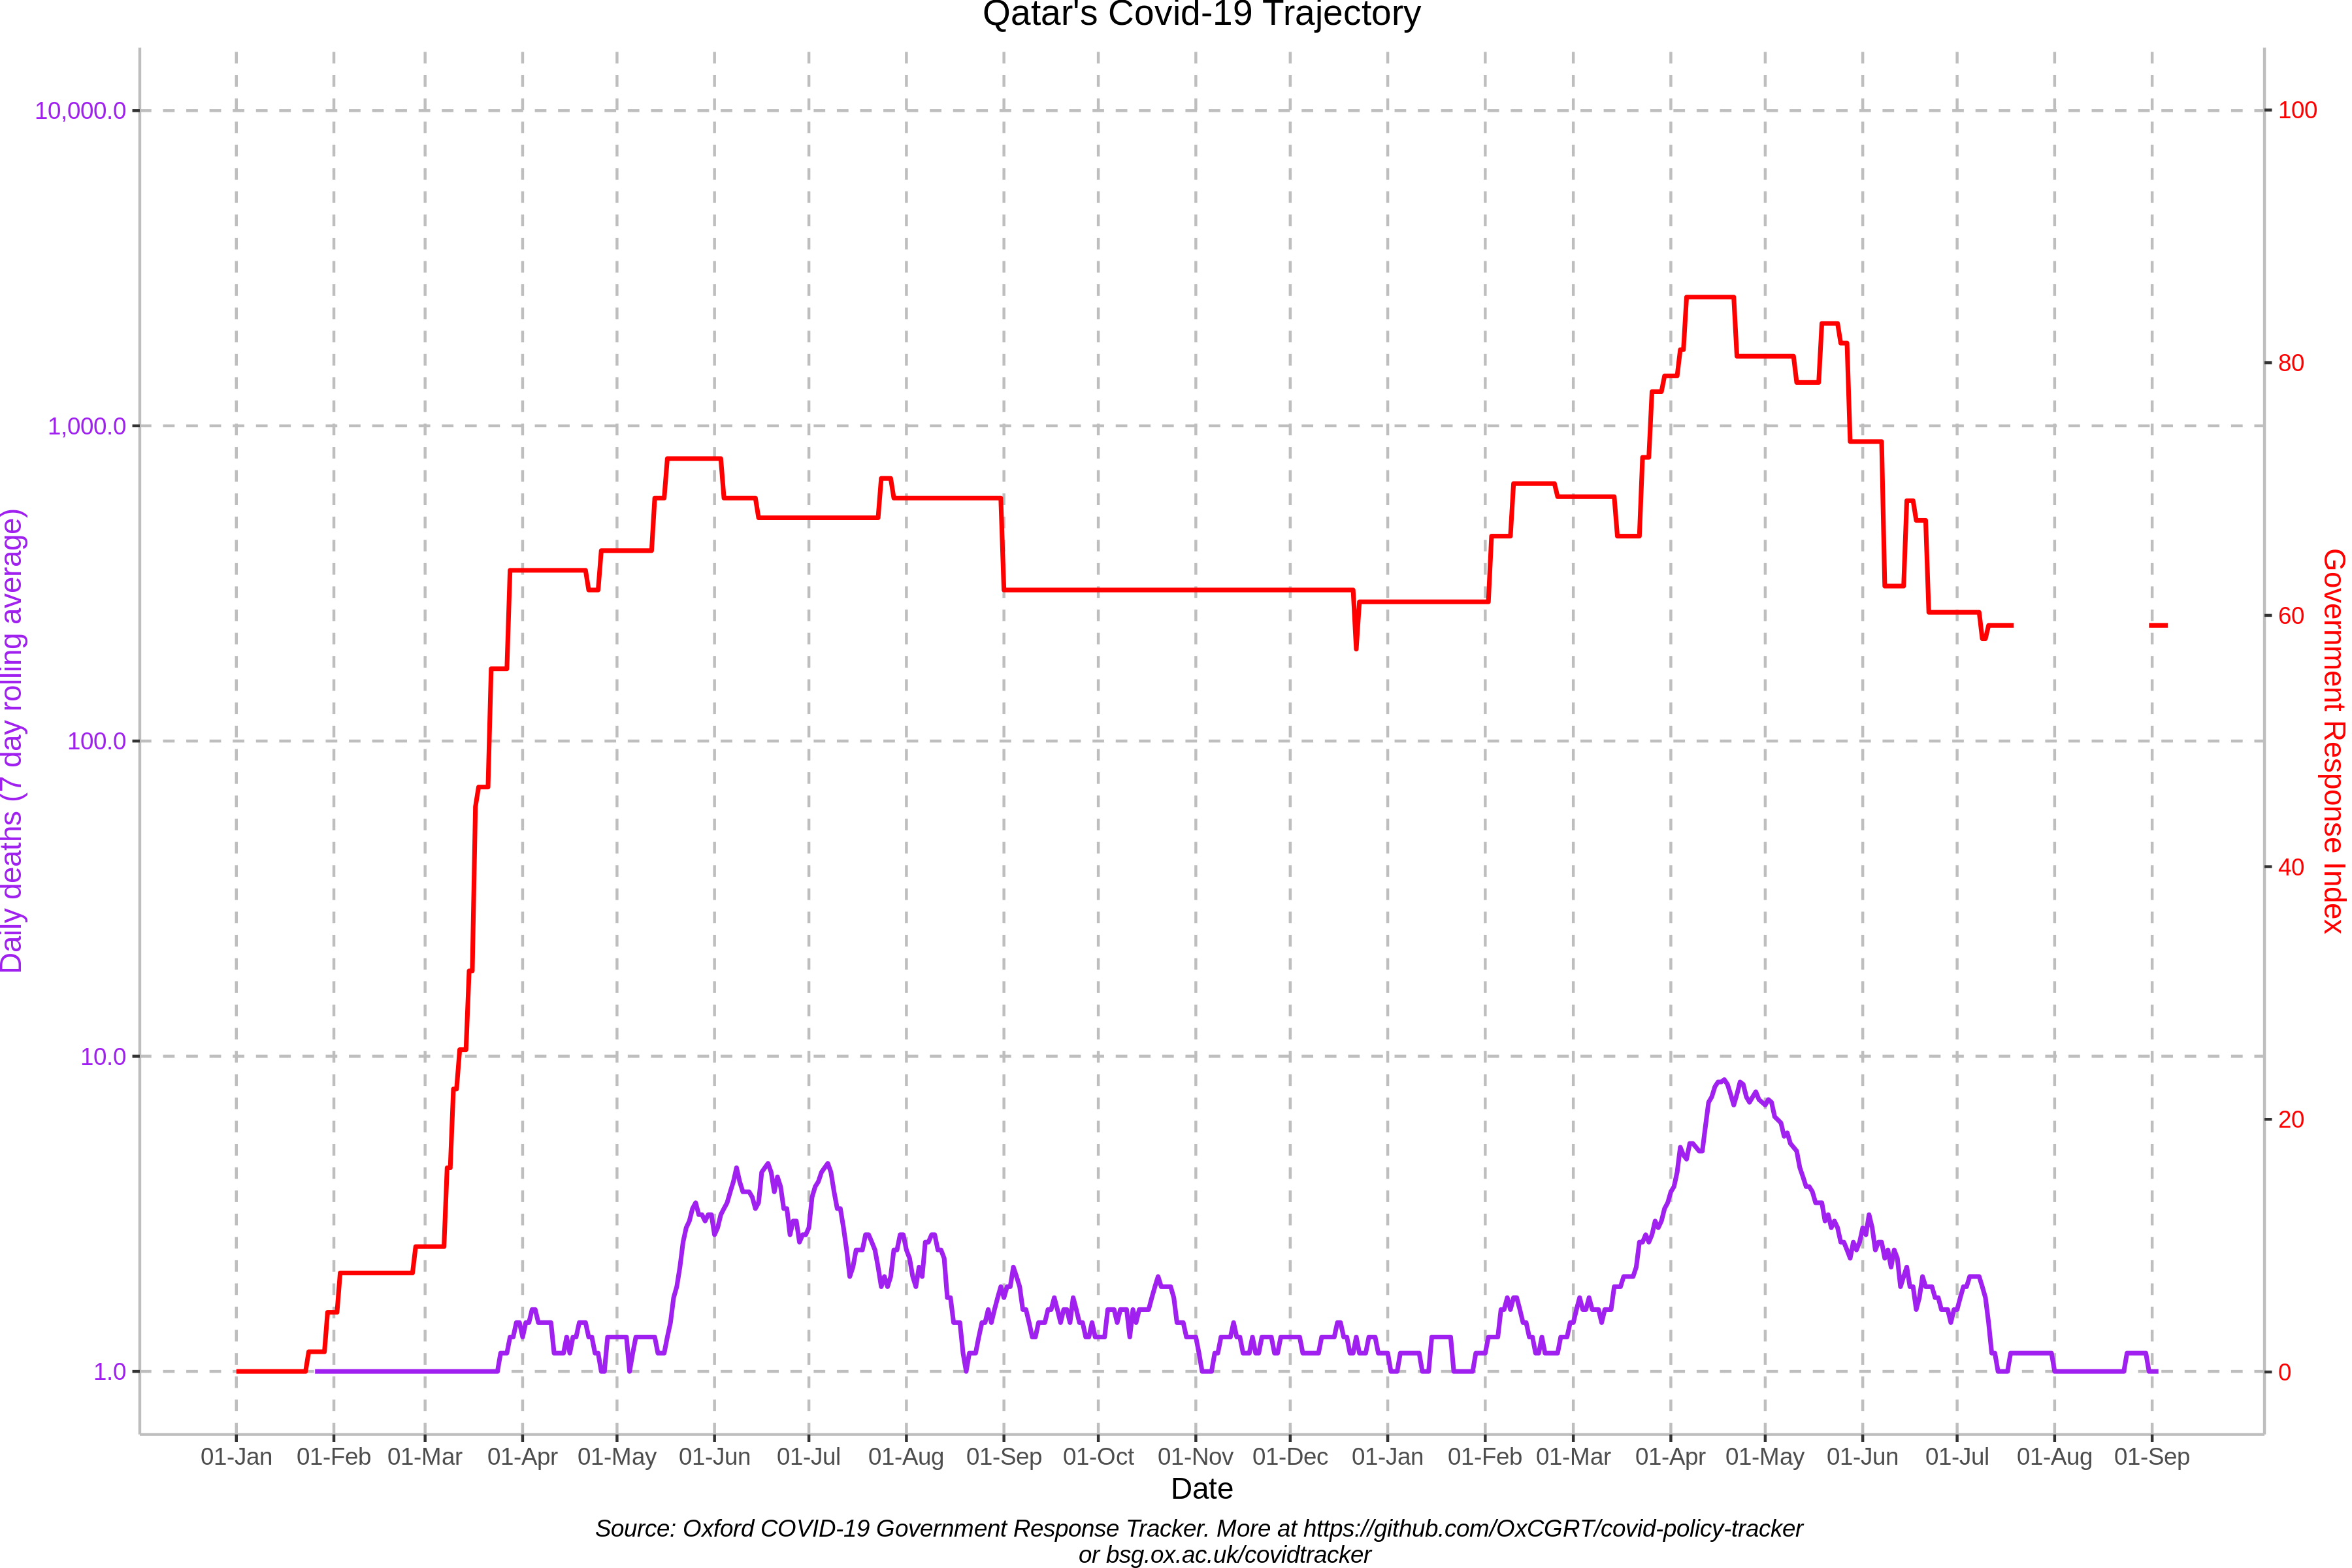 Qatar's Covid-19 Trajectory
10,000.0
1,000.0
100.0
10.0
1.0
Daily deaths (7 day rolling average)
100
80
60
40
20
0
Government Response Index
01-Jan 01-Feb 01-Mar 01-Apr 01-May 01-Jun 01-Jul 01-Aug 01-Sep 01-Oct 01-Nov 01-Dec 01-Jan 01-Feb 01-Mar 01-Apr 01-May 01-Jun 01-Jul 01-Aug 01-Sep
Date
Source: Oxford COVID-19 Government Response Tracker. More at https://github.com/OxCGRT/covid-policy-tracker
or bsg.ox.ac.uk/covidtracker